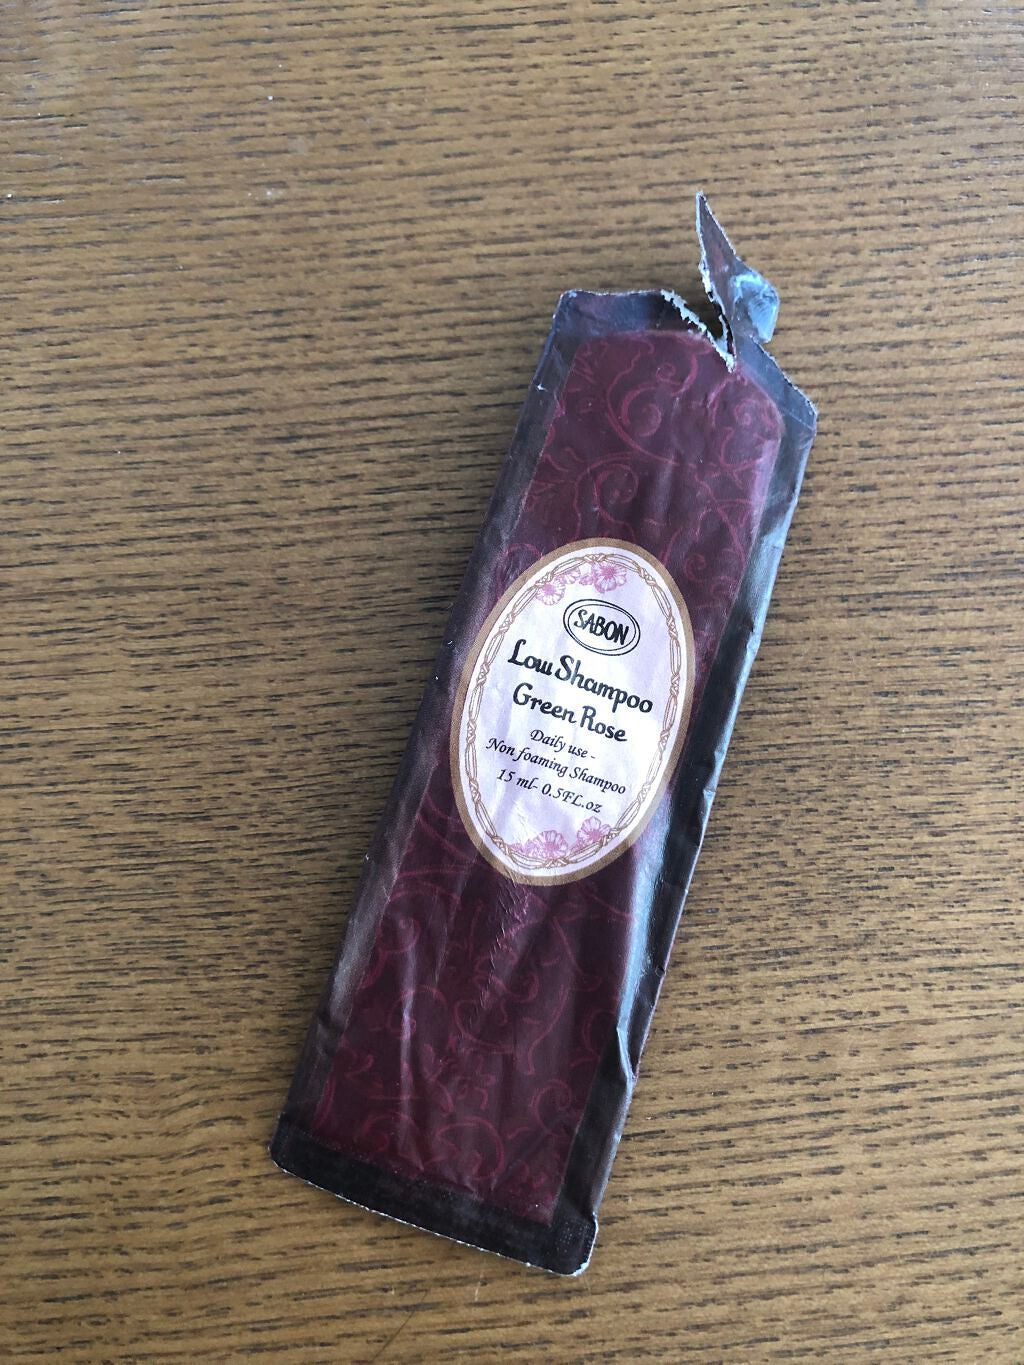 SABON
Low Shampoo
Green Rose
Daily use -
Non foaming Shampoo
15 ml- 0.5FL.oz